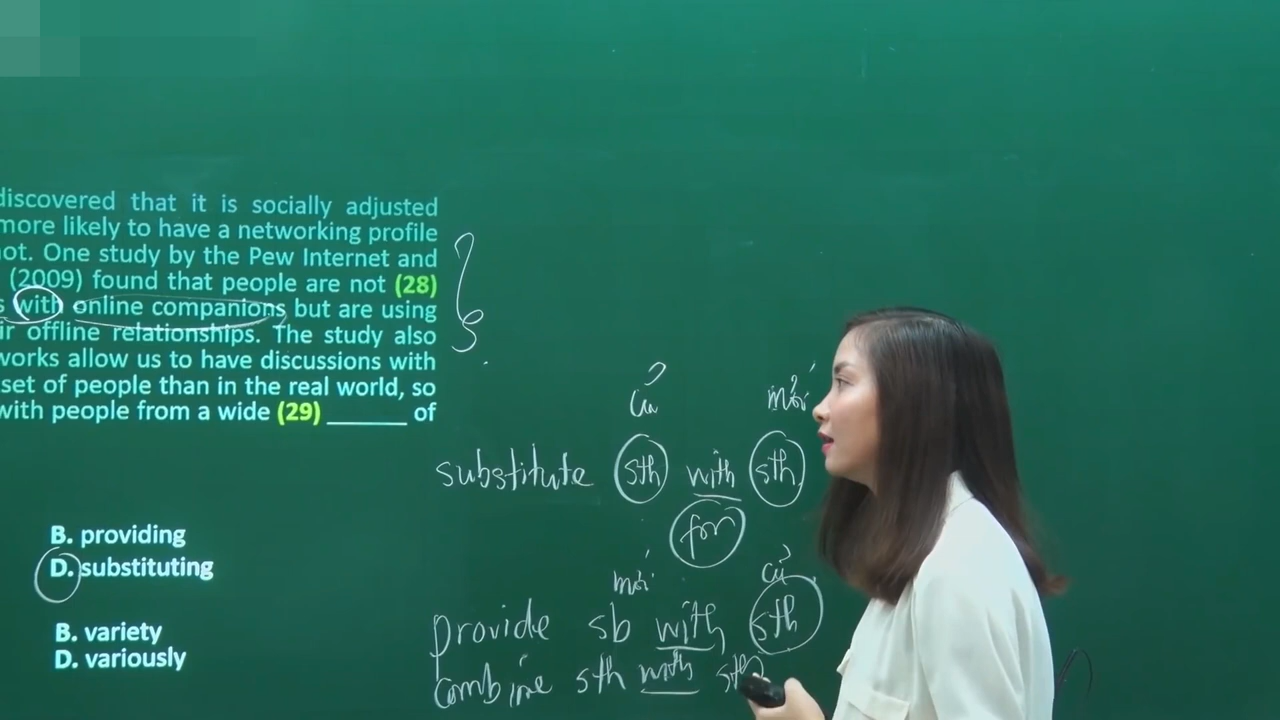 discovered that it is socially adjusted
more likely to have a networking profile
not. One study by the Pew Internet and
(2009) found that people are not (28)
s with online companions but are using
ir offline relationships. The study also
works allow us to have discussions with
set of people than in the real world, so
with people from a wide (29) ______ of
B. providing
D. substituting
B. variety
D. variously
cũ mới
substitute sth with sth
for
mới cũ
provide sb with sth
combine sth with sth